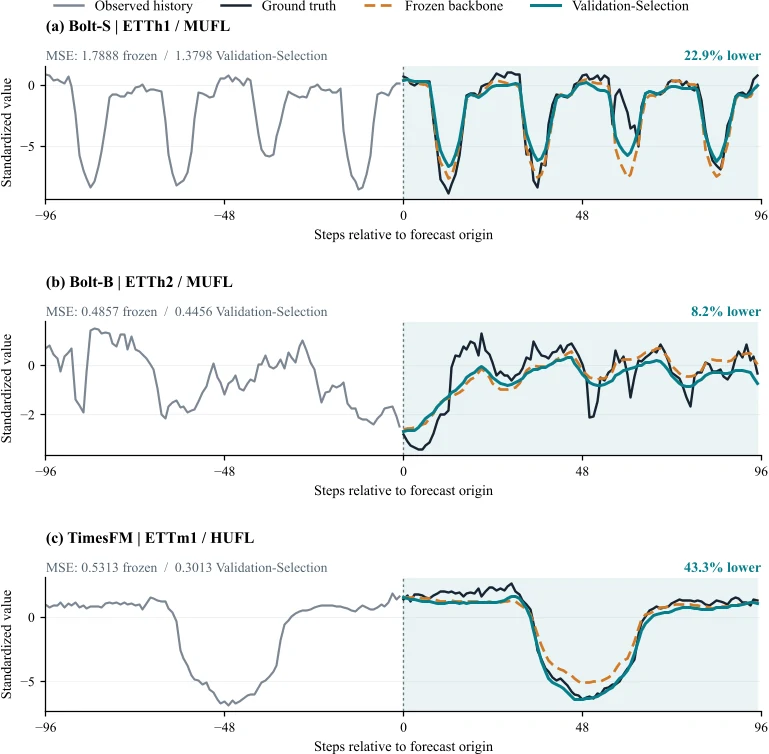 Observed history Ground truth Frozen backbone Validation-Selection
(a) Bolt-S | ETTh1 / MUFL
MSE: 1.7888 frozen / 1.3798 Validation-Selection 22.9% lower
Standardized value
0
−5
−96 −48 0 48 96
Steps relative to forecast origin
(b) Bolt-B | ETTh2 / MUFL
MSE: 0.4857 frozen / 0.4456 Validation-Selection 8.2% lower
Standardized value
0
−2
−96 −48 0 48 96
Steps relative to forecast origin
(c) TimesFM | ETTm1 / HUFL
MSE: 0.5313 frozen / 0.3013 Validation-Selection 43.3% lower
Standardized value
0
−5
−96 −48 0 48 96
Steps relative to forecast origin